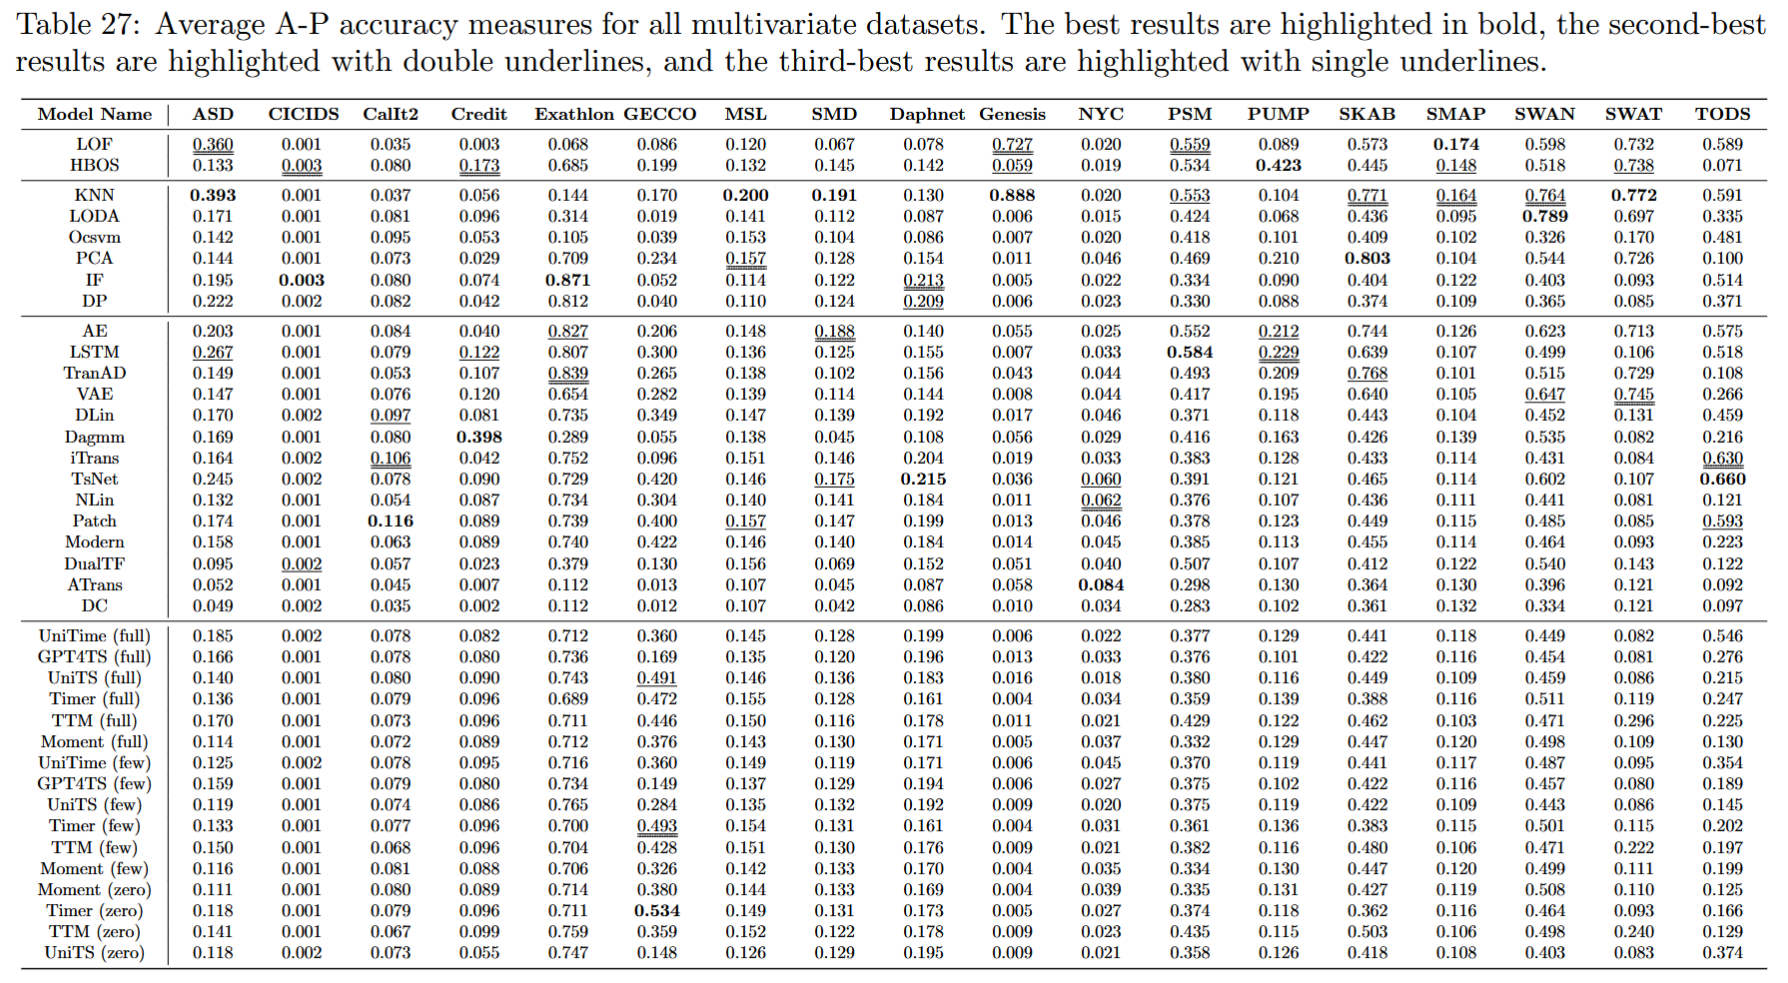 Table 27: Average A-P accuracy measures for all multivariate datasets. The best results are highlighted in bold, the second-best
results are highlighted with double underlines, and the third-best results are highlighted with single underlines.
Model Name ASD CICIDS CalIt2 Credit Exathlon GECCO MSL SMD Daphnet Genesis NYC PSM PUMP SKAB SMAP SWAN SWAT TODS
LOF 0.360 0.001 0.035 0.003 0.068 0.086 0.120 0.067 0.078 0.727 0.020 0.559 0.089 0.573 0.174 0.598 0.732 0.589
HBOS 0.133 0.003 0.080 0.173 0.685 0.199 0.132 0.145 0.142 0.059 0.019 0.534 0.423 0.445 0.148 0.518 0.738 0.071
KNN 0.393 0.001 0.037 0.056 0.144 0.170 0.200 0.191 0.130 0.888 0.020 0.553 0.104 0.771 0.164 0.764 0.772 0.591
LODA 0.171 0.001 0.081 0.096 0.314 0.019 0.141 0.112 0.087 0.006 0.015 0.424 0.068 0.436 0.095 0.789 0.697 0.335
Ocsvm 0.142 0.001 0.095 0.053 0.105 0.039 0.153 0.104 0.086 0.007 0.020 0.418 0.101 0.409 0.102 0.326 0.170 0.481
PCA 0.144 0.001 0.073 0.029 0.709 0.234 0.157 0.128 0.154 0.011 0.046 0.469 0.210 0.803 0.104 0.544 0.726 0.100
IF 0.195 0.003 0.080 0.074 0.871 0.052 0.114 0.122 0.213 0.005 0.022 0.334 0.090 0.404 0.122 0.403 0.093 0.514
DP 0.222 0.002 0.082 0.042 0.812 0.040 0.110 0.124 0.209 0.006 0.023 0.330 0.088 0.374 0.109 0.365 0.085 0.371
AE 0.203 0.001 0.084 0.040 0.827 0.206 0.148 0.188 0.140 0.055 0.025 0.552 0.212 0.744 0.126 0.623 0.713 0.575
LSTM 0.267 0.001 0.079 0.122 0.807 0.300 0.136 0.125 0.155 0.007 0.033 0.584 0.229 0.639 0.107 0.499 0.106 0.518
TranAD 0.149 0.001 0.053 0.107 0.839 0.265 0.138 0.102 0.156 0.043 0.044 0.493 0.209 0.768 0.101 0.515 0.729 0.108
VAE 0.147 0.001 0.076 0.120 0.654 0.282 0.139 0.114 0.144 0.008 0.044 0.417 0.195 0.640 0.105 0.647 0.745 0.266
DLin 0.170 0.002 0.097 0.081 0.735 0.349 0.147 0.139 0.192 0.017 0.046 0.371 0.118 0.443 0.104 0.452 0.131 0.459
Dagmm 0.169 0.001 0.080 0.398 0.289 0.055 0.138 0.045 0.108 0.056 0.029 0.416 0.163 0.426 0.139 0.535 0.082 0.216
iTrans 0.164 0.002 0.106 0.042 0.752 0.096 0.151 0.146 0.204 0.019 0.033 0.383 0.128 0.433 0.114 0.431 0.084 0.630
TsNet 0.245 0.002 0.078 0.090 0.729 0.420 0.146 0.175 0.215 0.036 0.060 0.391 0.121 0.465 0.114 0.602 0.107 0.660
NLin 0.132 0.001 0.054 0.087 0.734 0.304 0.140 0.141 0.184 0.011 0.062 0.376 0.107 0.436 0.111 0.441 0.081 0.121
Patch 0.174 0.001 0.116 0.089 0.739 0.400 0.157 0.147 0.199 0.013 0.046 0.378 0.123 0.449 0.115 0.485 0.085 0.593
Modern 0.158 0.001 0.063 0.089 0.740 0.422 0.146 0.140 0.184 0.014 0.045 0.385 0.113 0.455 0.114 0.464 0.093 0.223
DualTF 0.095 0.002 0.057 0.023 0.379 0.130 0.156 0.069 0.152 0.051 0.040 0.507 0.107 0.412 0.122 0.540 0.143 0.122
ATrans 0.052 0.001 0.045 0.007 0.112 0.013 0.107 0.045 0.087 0.058 0.084 0.298 0.130 0.364 0.130 0.396 0.121 0.092
DC 0.049 0.002 0.035 0.002 0.112 0.012 0.107 0.042 0.086 0.010 0.034 0.283 0.102 0.361 0.132 0.334 0.121 0.097
UniTime (full) 0.185 0.002 0.078 0.082 0.712 0.360 0.145 0.128 0.199 0.006 0.022 0.377 0.129 0.441 0.118 0.449 0.082 0.546
GPT4TS (full) 0.166 0.001 0.078 0.080 0.736 0.169 0.135 0.120 0.196 0.013 0.033 0.376 0.101 0.422 0.116 0.454 0.081 0.276
UniTS (full) 0.140 0.001 0.080 0.090 0.743 0.491 0.146 0.136 0.183 0.016 0.018 0.380 0.116 0.449 0.109 0.459 0.086 0.215
Timer (full) 0.136 0.001 0.079 0.096 0.689 0.472 0.155 0.128 0.161 0.004 0.034 0.359 0.139 0.388 0.116 0.511 0.119 0.247
TTM (full) 0.170 0.001 0.073 0.096 0.711 0.446 0.150 0.116 0.178 0.011 0.021 0.429 0.122 0.462 0.103 0.471 0.296 0.225
Moment (full) 0.114 0.001 0.072 0.089 0.712 0.376 0.143 0.130 0.171 0.005 0.037 0.332 0.129 0.447 0.120 0.498 0.109 0.130
UniTime (few) 0.125 0.002 0.078 0.095 0.716 0.360 0.149 0.119 0.171 0.006 0.045 0.370 0.119 0.441 0.117 0.487 0.095 0.354
GPT4TS (few) 0.159 0.001 0.079 0.080 0.734 0.149 0.137 0.129 0.194 0.006 0.027 0.375 0.102 0.422 0.116 0.457 0.080 0.189
UniTS (few) 0.119 0.001 0.074 0.086 0.765 0.284 0.135 0.132 0.192 0.009 0.020 0.375 0.119 0.422 0.109 0.443 0.086 0.145
Timer (few) 0.133 0.001 0.077 0.096 0.700 0.493 0.154 0.131 0.161 0.004 0.031 0.361 0.136 0.383 0.115 0.501 0.115 0.202
TTM (few) 0.150 0.001 0.068 0.096 0.704 0.428 0.151 0.130 0.176 0.009 0.021 0.382 0.116 0.480 0.106 0.471 0.222 0.197
Moment (few) 0.116 0.001 0.081 0.088 0.706 0.326 0.142 0.133 0.170 0.004 0.035 0.334 0.130 0.447 0.120 0.499 0.111 0.199
Moment (zero) 0.111 0.001 0.080 0.089 0.714 0.380 0.144 0.133 0.169 0.004 0.039 0.335 0.131 0.427 0.119 0.508 0.110 0.125
Timer (zero) 0.118 0.001 0.079 0.096 0.711 0.534 0.149 0.131 0.173 0.005 0.027 0.374 0.118 0.362 0.116 0.464 0.093 0.166
TTM (zero) 0.141 0.001 0.067 0.099 0.759 0.359 0.152 0.122 0.178 0.009 0.023 0.435 0.115 0.503 0.106 0.498 0.240 0.129
UniTS (zero) 0.118 0.002 0.073 0.055 0.747 0.148 0.126 0.129 0.195 0.009 0.021 0.358 0.126 0.418 0.108 0.403 0.083 0.374